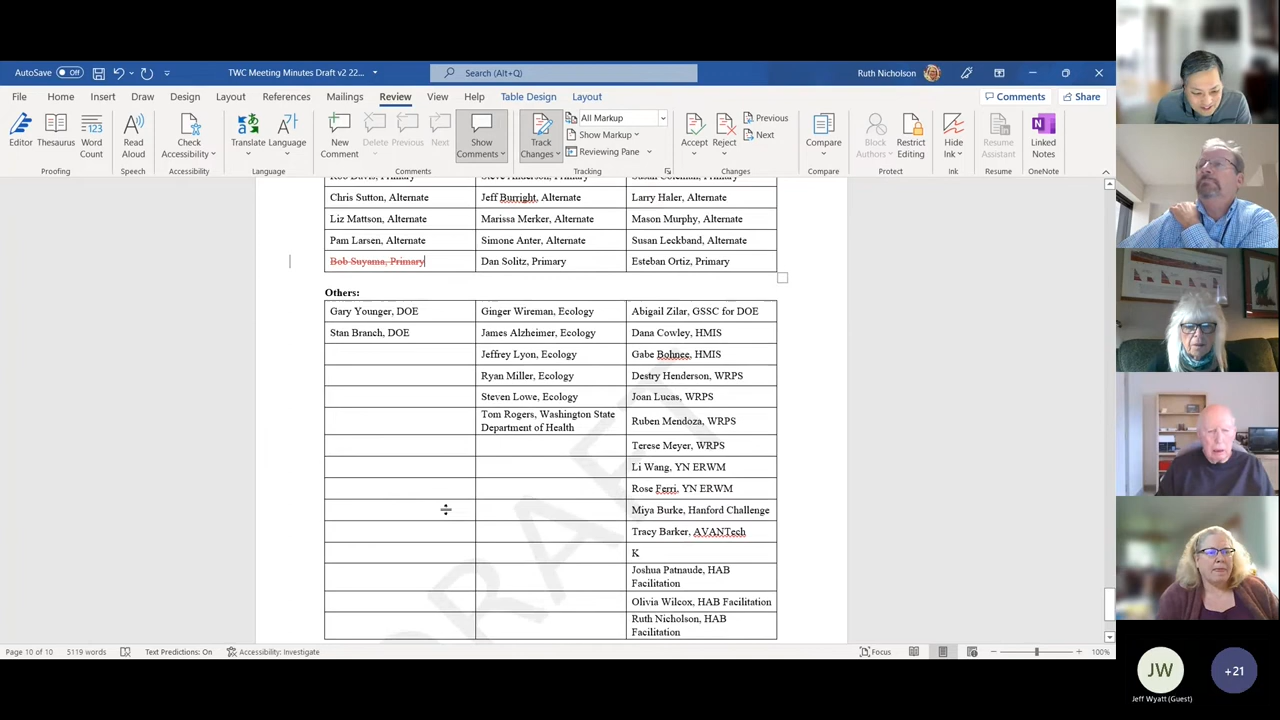 AutoSave Off TWC Meeting Minutes Draft v2 22... Search (Alt+Q) Ruth Nicholson
File Home Insert Draw Design Layout References Mailings Review View Help Table Design Layout Comments Share
Editor Thesaurus Word Count Read Aloud Check Accessibility Translate Language New Comment Delete Previous Next Show Comments Track Changes All Markup Show Markup Reviewing Pane Accept Reject Previous Next Compare Block Authors Restrict Editing Hide Ink Resume Assistant Linked Notes
Proofing Speech Accessibility Language Comments Tracking Changes Compare Protect Ink Resume OneNote
Rob Davis, Primary Steve Anderson, Primary Susan Coleman, Primary
Chris Sutton, Alternate Jeff Burright, Alternate Larry Haler, Alternate
Liz Mattson, Alternate Marissa Merker, Alternate Mason Murphy, Alternate
Pam Larsen, Alternate Simone Anter, Alternate Susan Leckband, Alternate
Bob Suyama, Primary Dan Solitz, Primary Esteban Ortiz, Primary
Others:
Gary Younger, DOE Ginger Wireman, Ecology Abigail Zilar, GSSC for DOE
Stan Branch, DOE James Alzheimer, Ecology Dana Cowley, HMIS
Jeffrey Lyon, Ecology Gabe Bohnee, HMIS
Ryan Miller, Ecology Destry Henderson, WRPS
Steven Lowe, Ecology Joan Lucas, WRPS
Tom Rogers, Washington State
Department of Health Ruben Mendoza, WRPS
Terese Meyer, WRPS
Li Wang, YN ERWM
Rose Ferri, YN ERWM
Miya Burke, Hanford Challenge
Tracy Barker, AVANTech
K
Joshua Patnaude, HAB
Facilitation
Olivia Wilcox, HAB Facilitation
Ruth Nicholson, HAB
Facilitation
DRAFT
Page 10 of 10 5119 words Text Predictions: On Accessibility: Investigate Focus 100%
JW
+21
Jeff Wyatt (Guest)